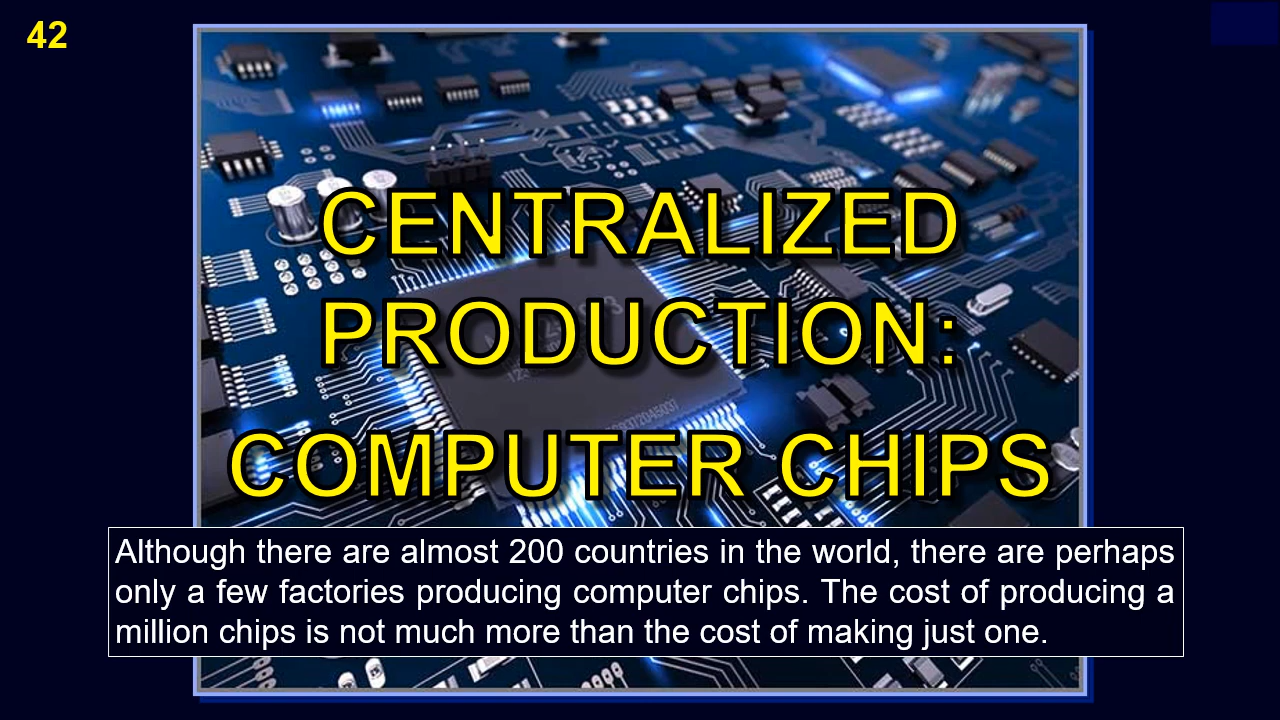 42
CENTRALIZED
PRODUCTION:
COMPUTER CHIPS
Although there are almost 200 countries in the world, there are perhaps
only a few factories producing computer chips. The cost of producing a
million chips is not much more than the cost of making just one.